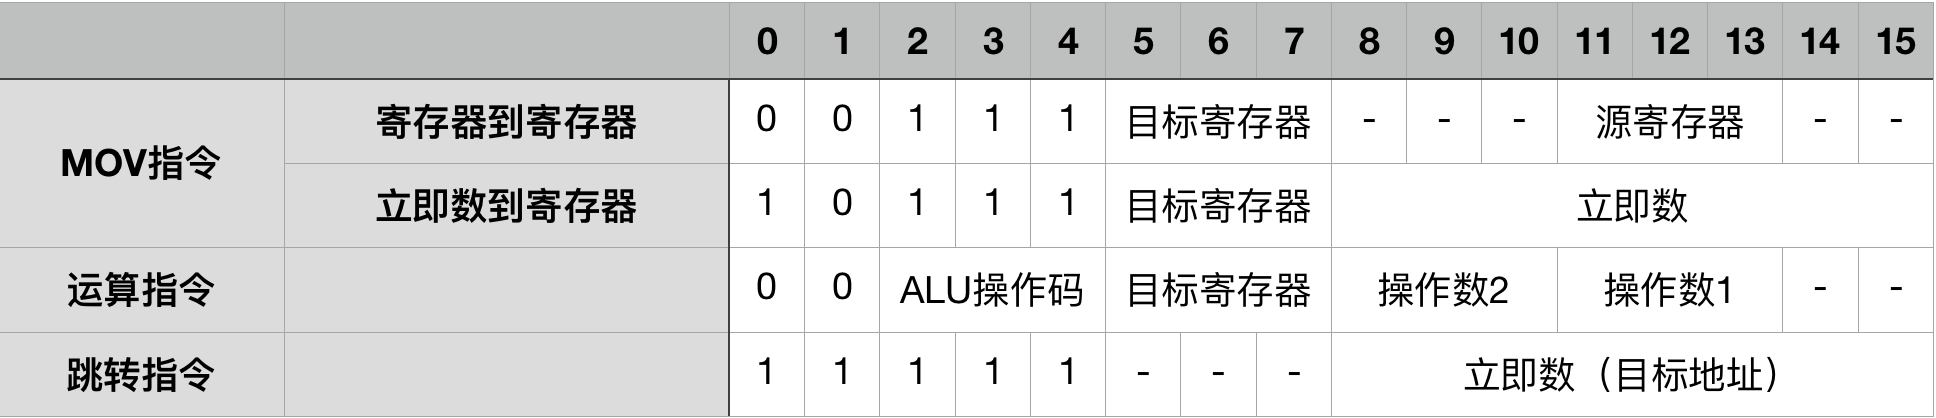 0 1 2 3 4 5 6 7 8 9 10 11 12 13 14 15
MOV指令 寄存器到寄存器 0 0 1 1 1 目标寄存器 - - - 源寄存器 - -
立即数到寄存器 1 0 1 1 1 目标寄存器 立即数
运算指令 0 0 ALU操作码 目标寄存器 操作数2 操作数1 - -
跳转指令 1 1 1 1 1 - - - 立即数（目标地址）